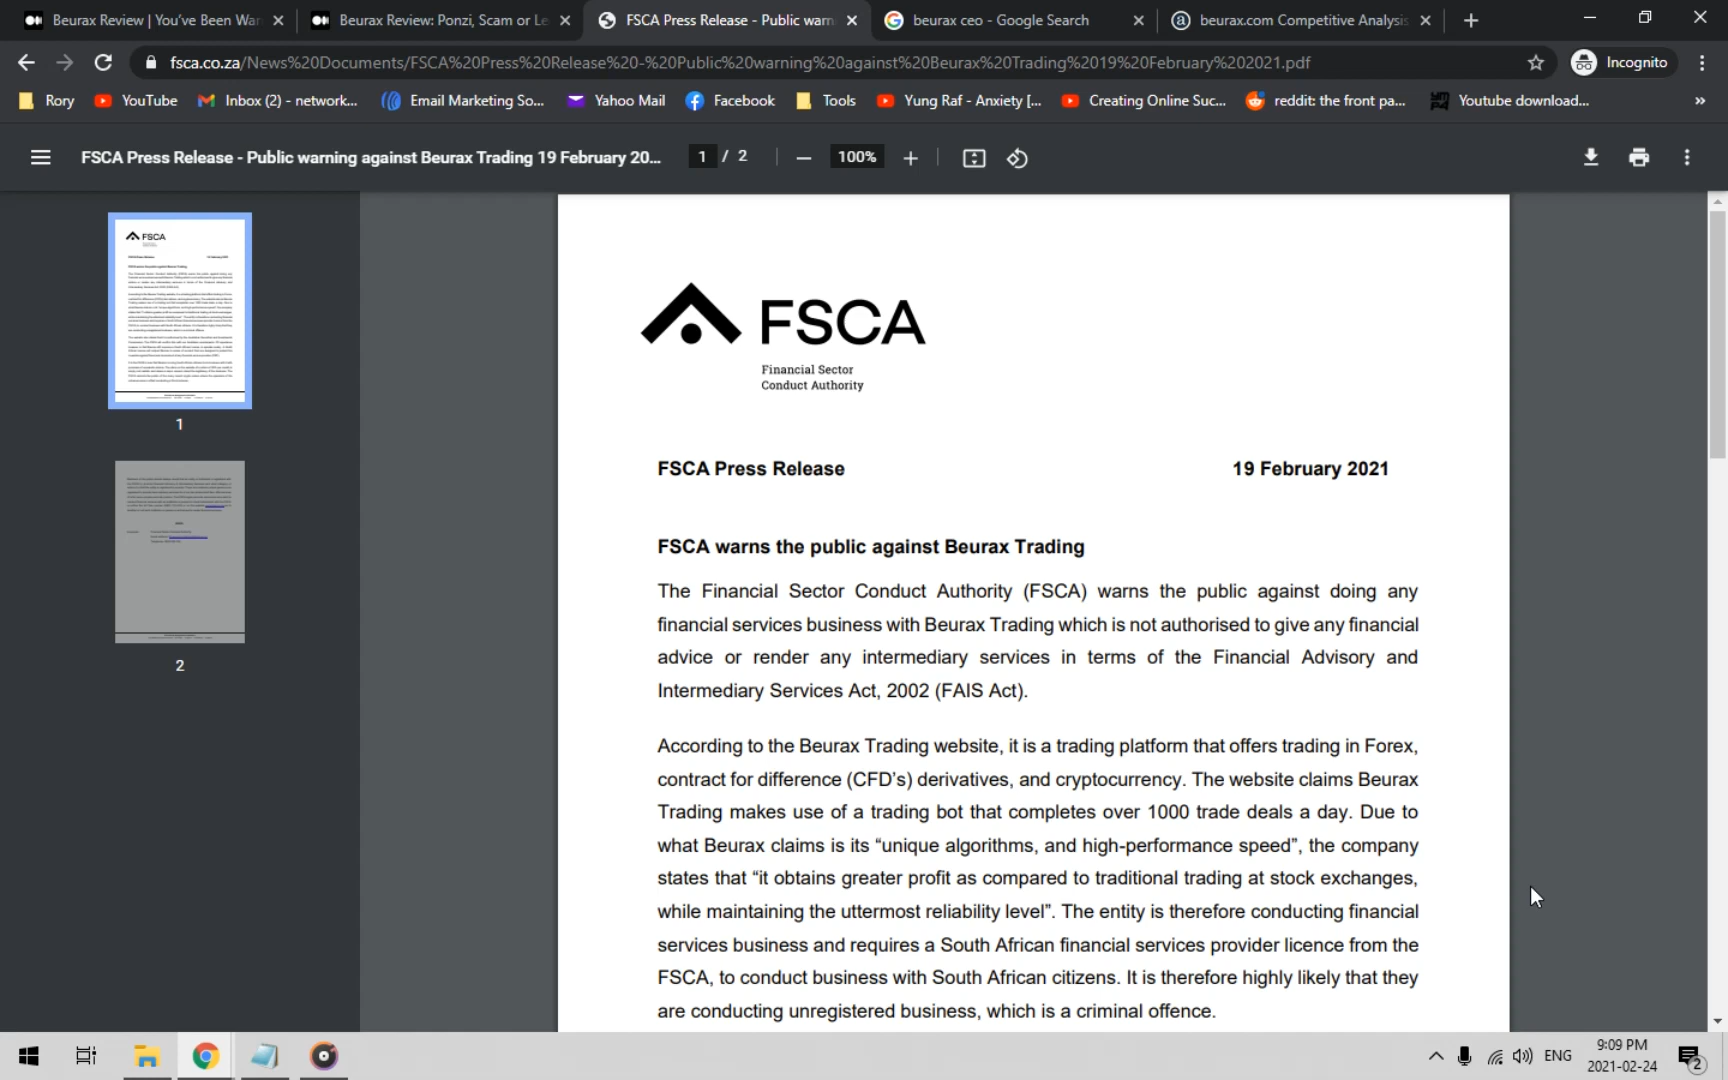 Beurax Review | You've Been War
Beurax Review: Ponzi, Scam or Le
FSCA Press Release - Public warn
beurax ceo - Google Search
beurax.com Competitive Analysis
fsca.co.za/News%20Documents/FSCA%20Press%20Release%20-%20Public%20warning%20against%20Beurax%20Trading%2019%20February%202021.pdf
Incognito
Rory
YouTube
Inbox (2) - network...
Email Marketing So...
Yahoo Mail
Facebook
Tools
Yung Raf - Anxiety [...
Creating Online Suc...
reddit: the front pa...
Youtube download...
FSCA Press Release - Public warning against Beurax Trading 19 February 20...
1 / 2
100%
FSCA
1
2
FSCA
Financial Sector
Conduct Authority
FSCA Press Release 19 February 2021
FSCA warns the public against Beurax Trading
The Financial Sector Conduct Authority (FSCA) warns the public against doing any
financial services business with Beurax Trading which is not authorised to give any financial
advice or render any intermediary services in terms of the Financial Advisory and
Intermediary Services Act, 2002 (FAIS Act).
According to the Beurax Trading website, it is a trading platform that offers trading in Forex,
contract for difference (CFD's) derivatives, and cryptocurrency. The website claims Beurax
Trading makes use of a trading bot that completes over 1000 trade deals a day. Due to
what Beurax claims is its “unique algorithms, and high-performance speed”, the company
states that “it obtains greater profit as compared to traditional trading at stock exchanges,
while maintaining the uttermost reliability level”. The entity is therefore conducting financial
services business and requires a South African financial services provider licence from the
FSCA, to conduct business with South African citizens. It is therefore highly likely that they
are conducting unregistered business, which is a criminal offence.
ENG
9:09 PM
2021-02-24
2